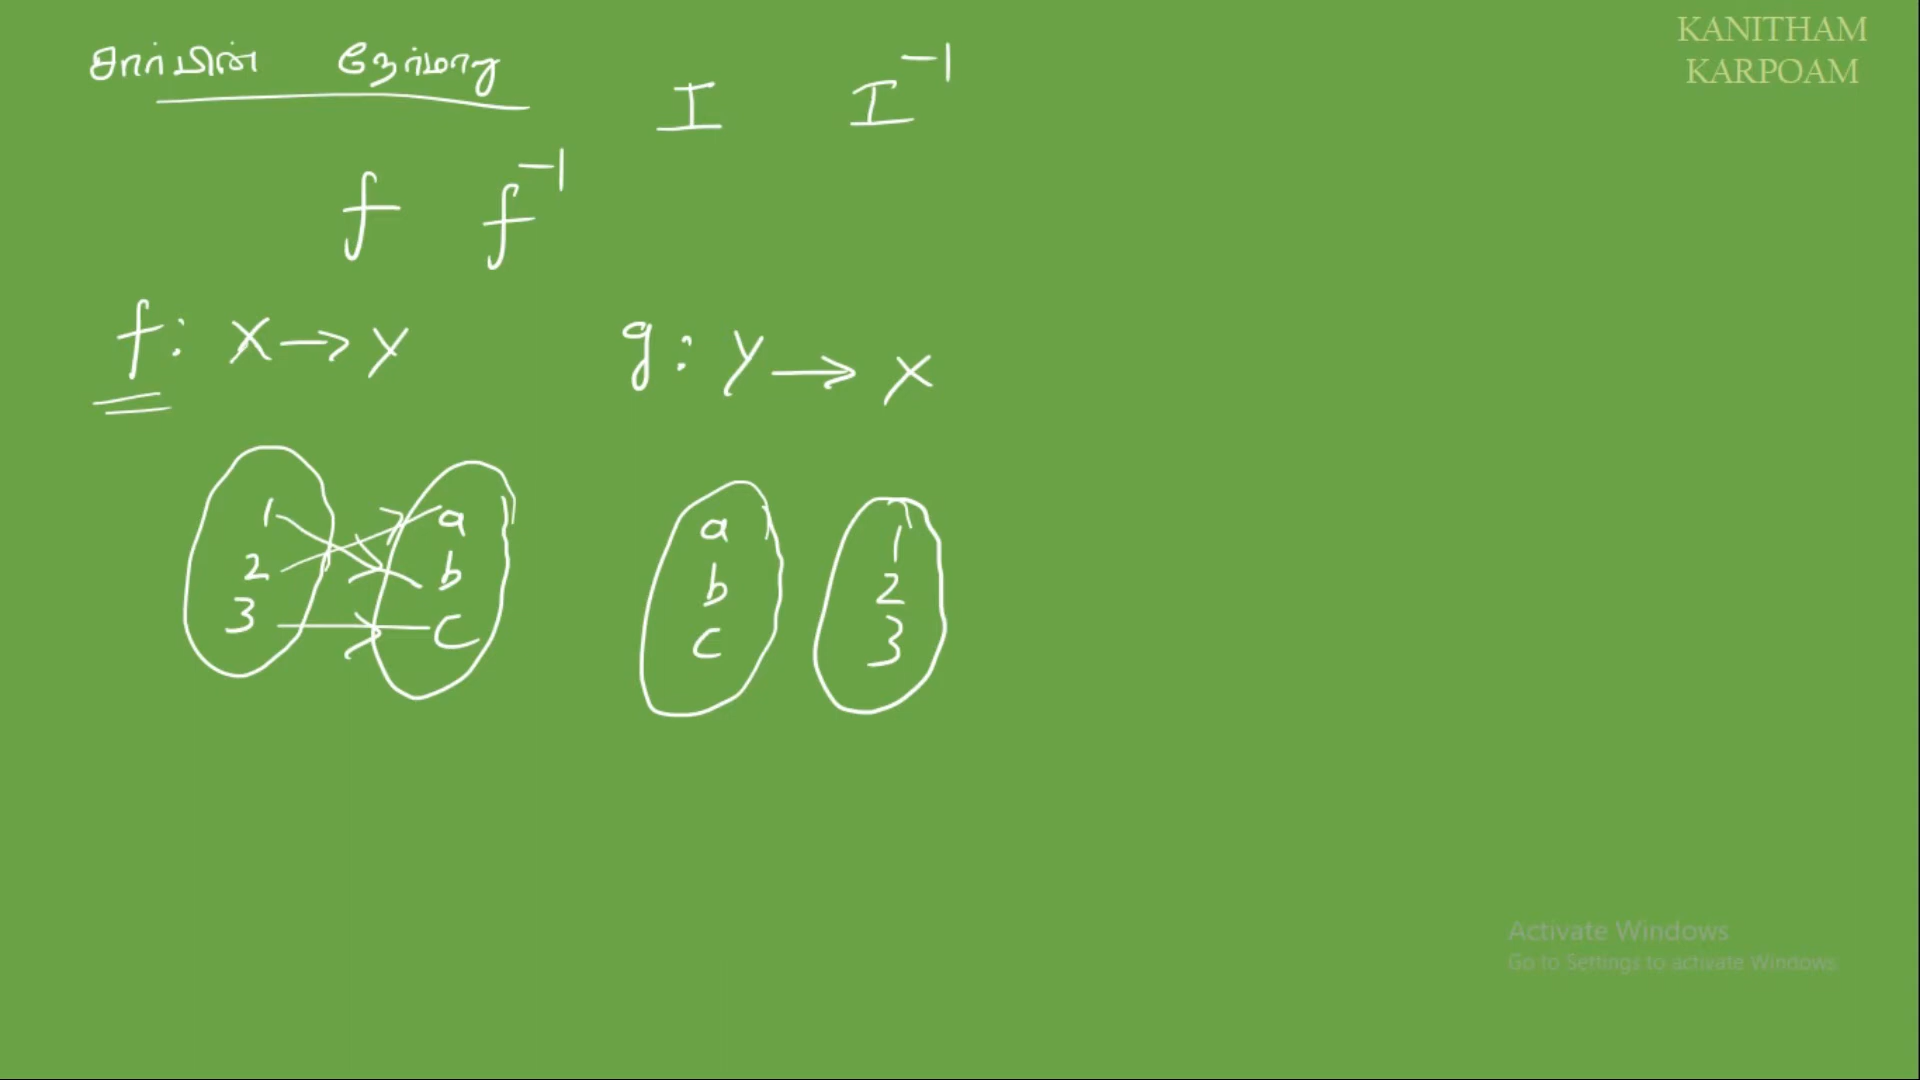 சார்பின் நேர்மாறு
I I⁻¹
f f⁻¹
f: X→Y g: Y→X
1 a a 1
2 b b 2
3 c c 3
KANITHAM
KARPOAM
Activate Windows
Go to Settings to activate Windows